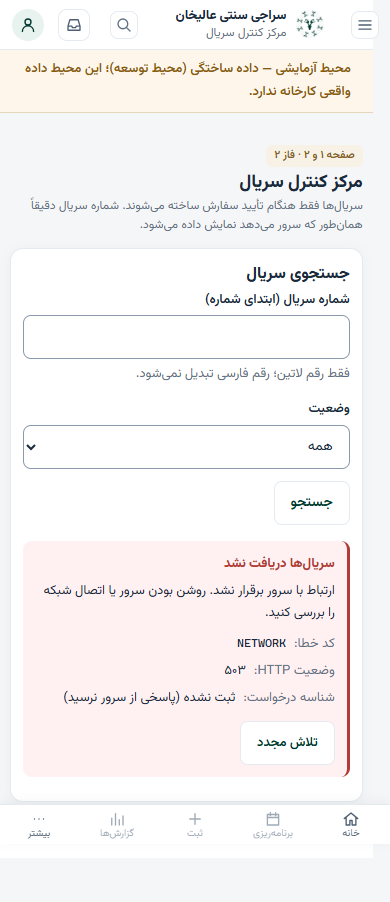 سراجی سنتی عالیخان
مرکز کنترل سریال
محیط آزمایشی — داده ساختگی (محیط توسعه)؛ این محیط داده
واقعی کارخانه ندارد.
صفحه ۱ و ۲ · فاز ۲
مرکز کنترل سریال
سریال‌ها فقط هنگام تأیید سفارش ساخته می‌شوند. شماره سریال دقیقاً
همان‌طور که سرور می‌دهد نمایش داده می‌شود.
جستجوی سریال
شماره سریال (ابتدای شماره)
فقط رقم لاتین؛ رقم فارسی تبدیل نمی‌شود.
وضعیت
همه
جستجو
سریال‌ها دریافت نشد
ارتباط با سرور برقرار نشد. روشن بودن سرور یا اتصال شبکه
را بررسی کنید.
کد خطا: NETWORK
وضعیت HTTP: ۵۰۳
شناسه درخواست: ثبت نشده (پاسخی از سرور نرسید)
تلاش مجدد
خانه
برنامه‌ریزی
ثبت
گزارش‌ها
بیشتر